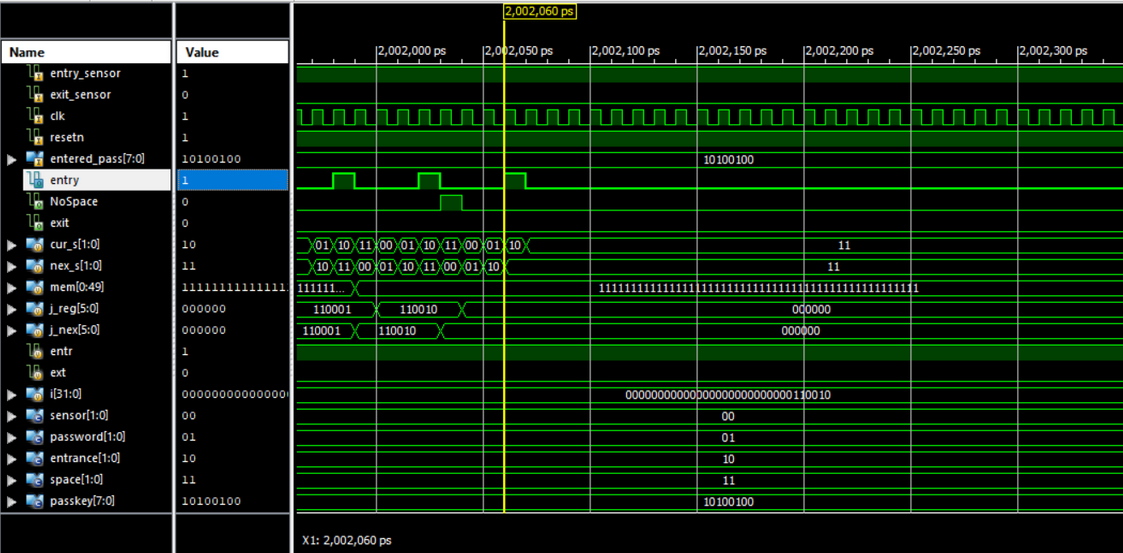 2,002,060 ps
Name Value
2,002,000 ps 2,002,050 ps 2,002,100 ps 2,002,150 ps 2,002,200 ps 2,002,250 ps 2,002,300 ps
entry_sensor 1
exit_sensor 0
clk 1
resetn 1
entered_pass[7:0] 10100100 10100100
entry 1
NoSpace 0
exit 0
cur_s[1:0] 10 01 10 11 00 01 10 11 00 01 10 11
nex_s[1:0] 11 10 11 00 01 10 11 00 01 10 11
mem[0:49] 1111111... 11111111111111111111111111111111111111111111111111
j_reg[5:0] 000000 110001 110010 000000
j_nex[5:0] 000000 110001 110010 000000
entr 1
ext 0
i[31:0] 00000000000000000000000000110010
sensor[1:0] 00 00
password[1:0] 01 01
entrance[1:0] 10 10
space[1:0] 11 11
passkey[7:0] 10100100 10100100
X1: 2,002,060 ps